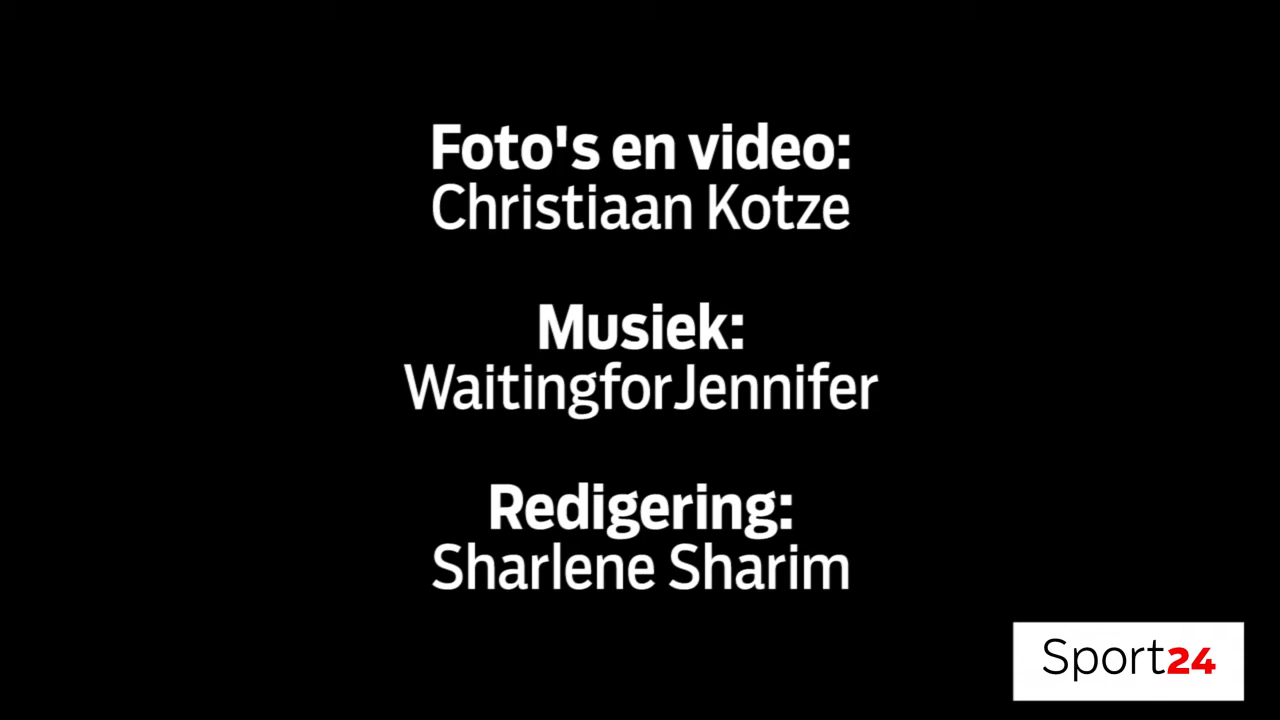 Foto's en video:
Christiaan Kotze
Musiek:
WaitingforJennifer
Redigering:
Sharlene Sharim
Sport24